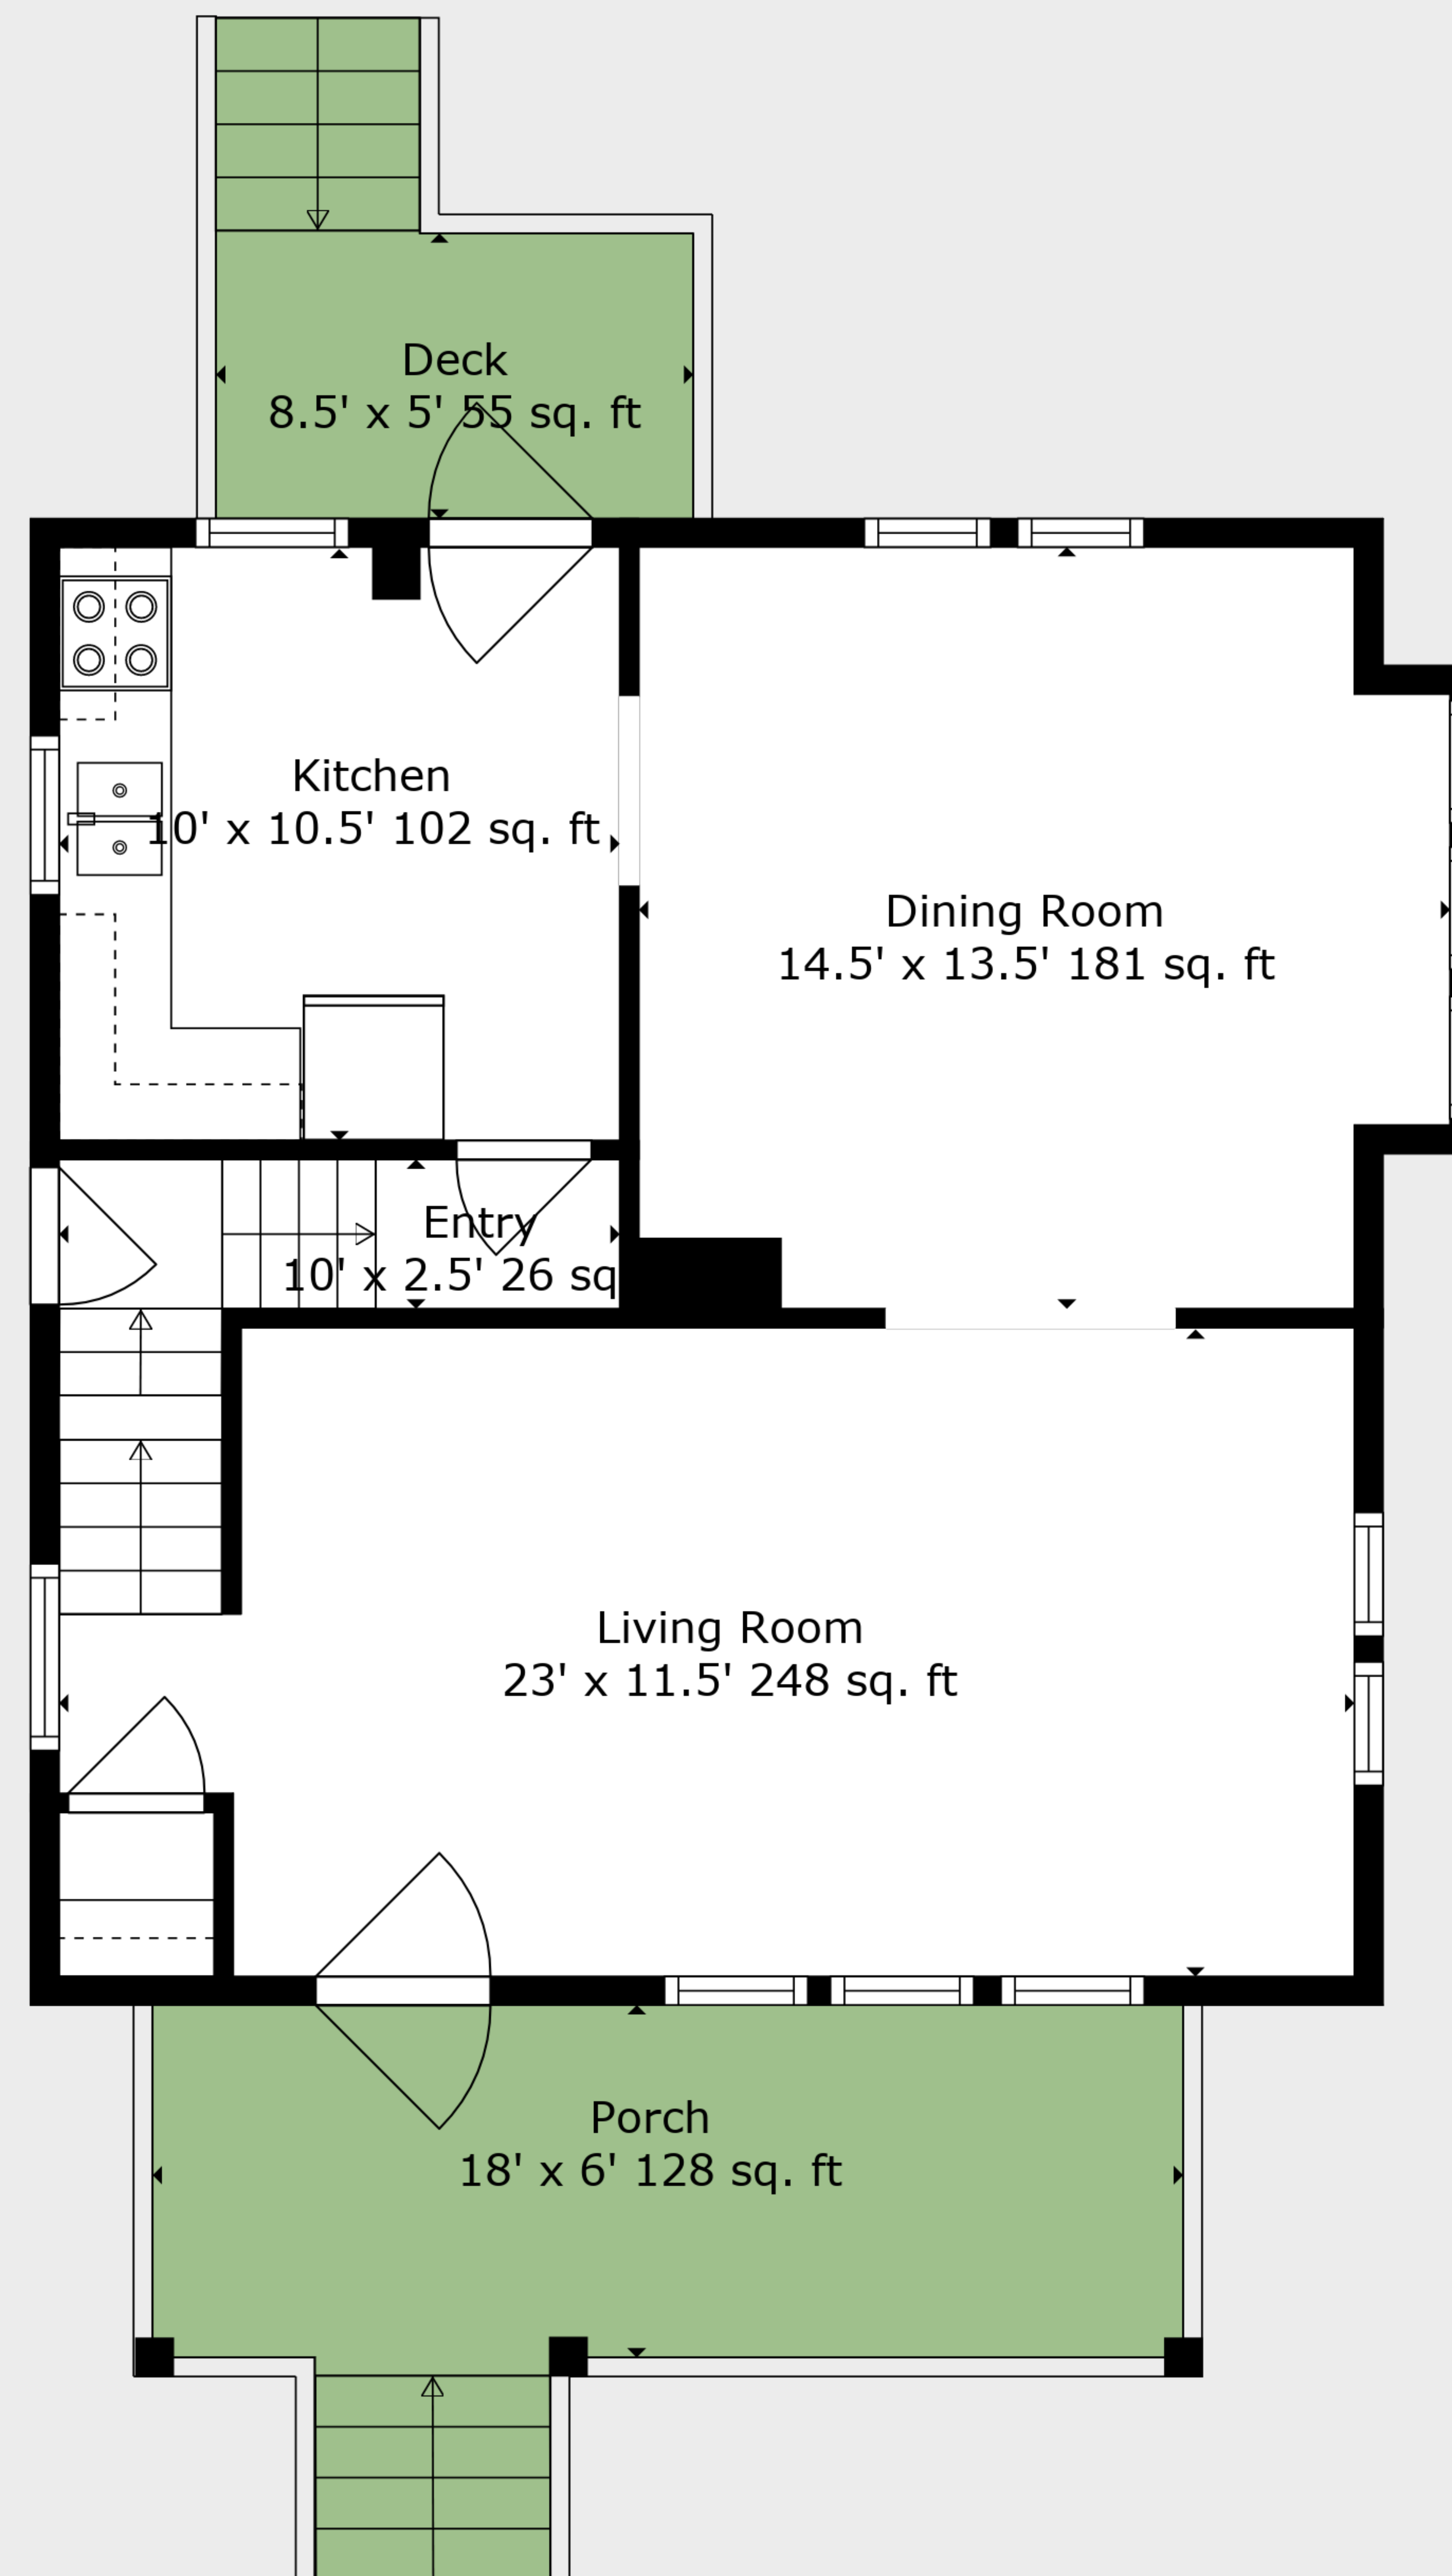 Deck
8.5' x 5' 55 sq. ft
Kitchen
10' x 10.5' 102 sq. ft
Dining Room
14.5' x 13.5' 181 sq. ft
Entry
10' x 2.5' 26 sq
Living Room
23' x 11.5' 248 sq. ft
Porch
18' x 6' 128 sq. ft